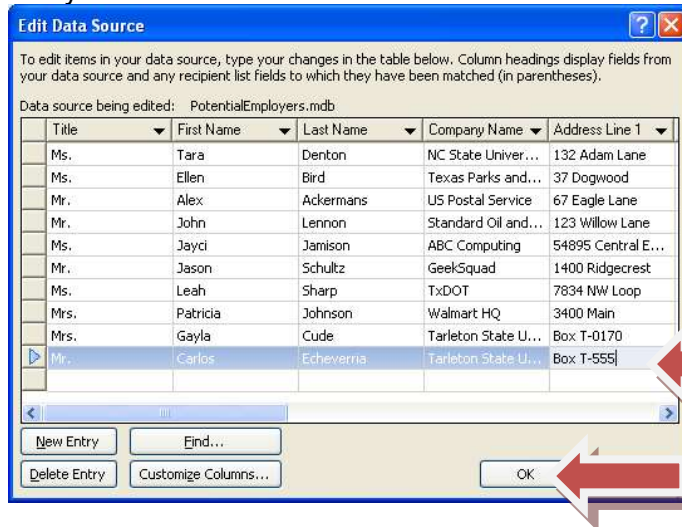 Edit Data Source
To edit items in your data source, type your changes in the table below. Column headings display fields from
your data source and any recipient list fields to which they have been matched (in parentheses).
Data source being edited: PotentialEmployers.mdb
Title First Name Last Name Company Name Address Line 1
Ms. Tara Denton NC State Univer... 132 Adam Lane
Ms. Ellen Bird Texas Parks and... 37 Dogwood
Mr. Alex Ackermans US Postal Service 67 Eagle Lane
Mr. John Lennon Standard Oil and... 123 Willow Lane
Ms. Jayci Jamison ABC Computing 54895 Central E...
Mr. Jason Schultz GeekSquad 1400 Ridgecrest
Ms. Leah Sharp TxDOT 7834 NW Loop
Mrs. Patricia Johnson Walmart HQ 3400 Main
Mrs. Gayla Cude Tarleton State U... Box T-0170
Mr. Carlos Echeverria Tarleton State U... Box T-555
New Entry Find...
Delete Entry Customize Columns... OK